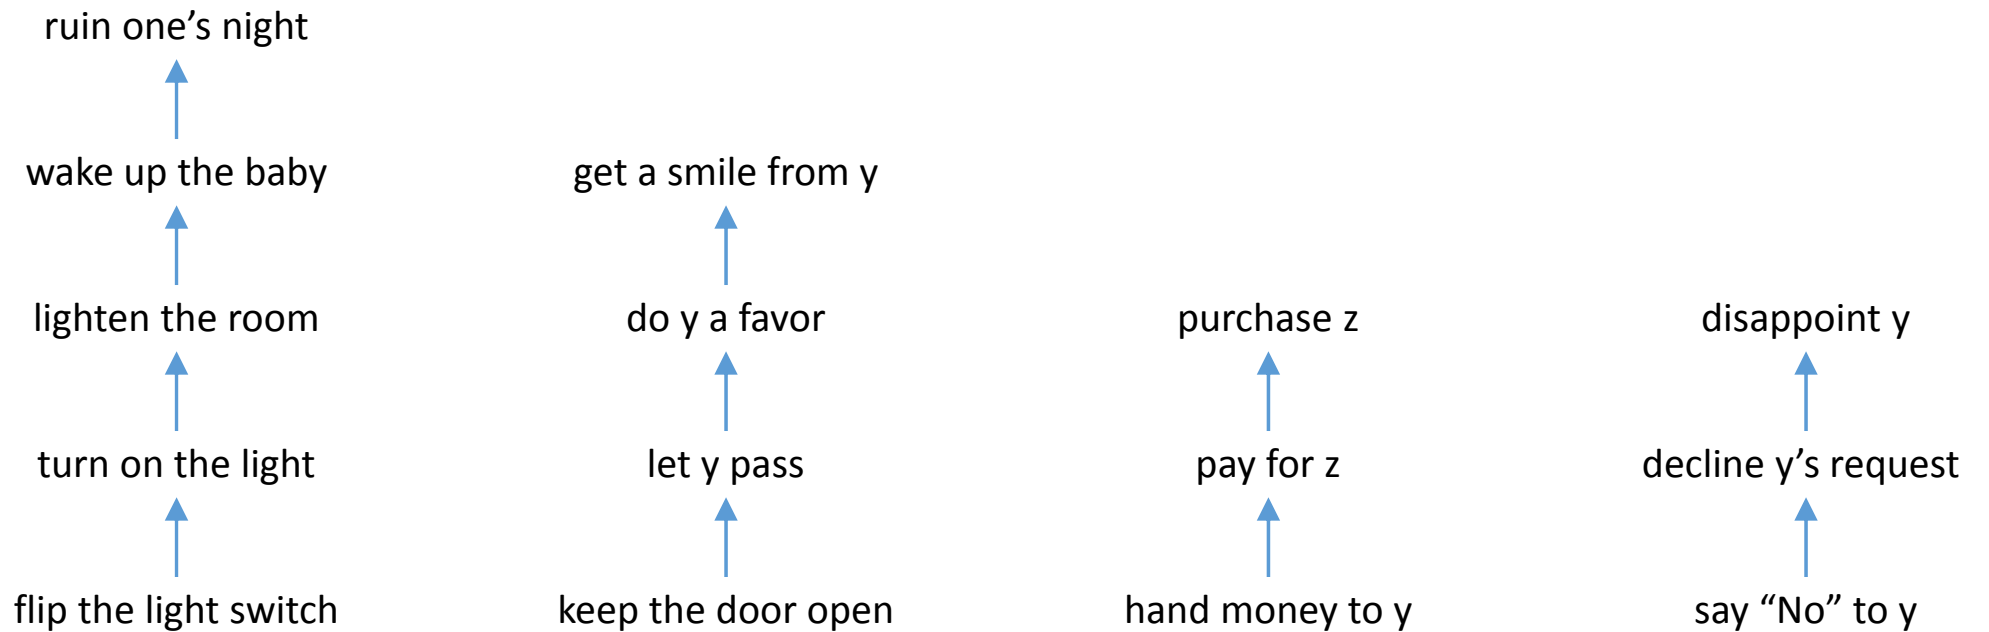 ruin one’s night
wake up the baby
get a smile from y
lighten the room
do y a favor
purchase z
disappoint y
turn on the light
let y pass
pay for z
decline y’s request
flip the light switch
keep the door open
hand money to y
say “No” to y